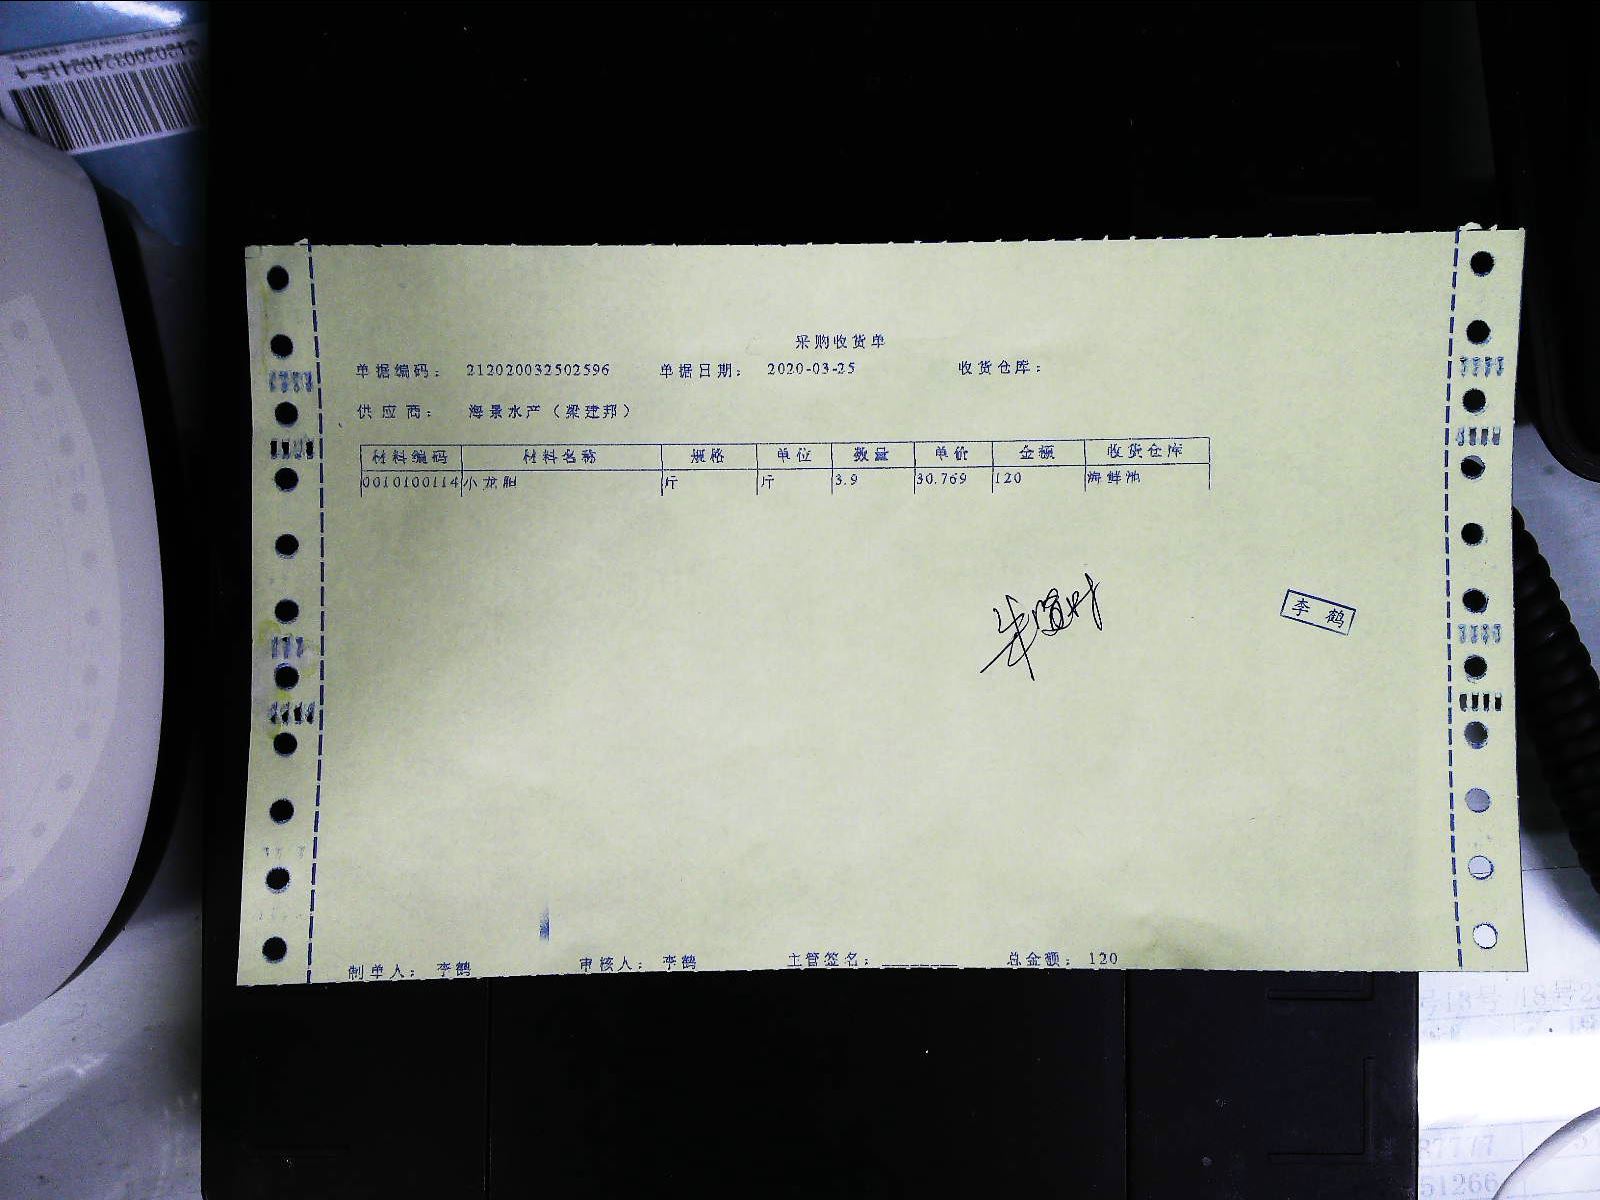 采购收货单
单据编码： 212020032502596 单据日期： 2020-03-25 收货仓库：
供应商： 海景水产（梁建邦）
材料编码 材料名称 规格 单位 数量 单价 金额 收货仓库
0010100114 小龙胆 斤 斤 3.9 30.769 120 海鲜池
李鹤
制单人： 李鹤 审核人： 李鹤 主管签名：________ 总金额： 120